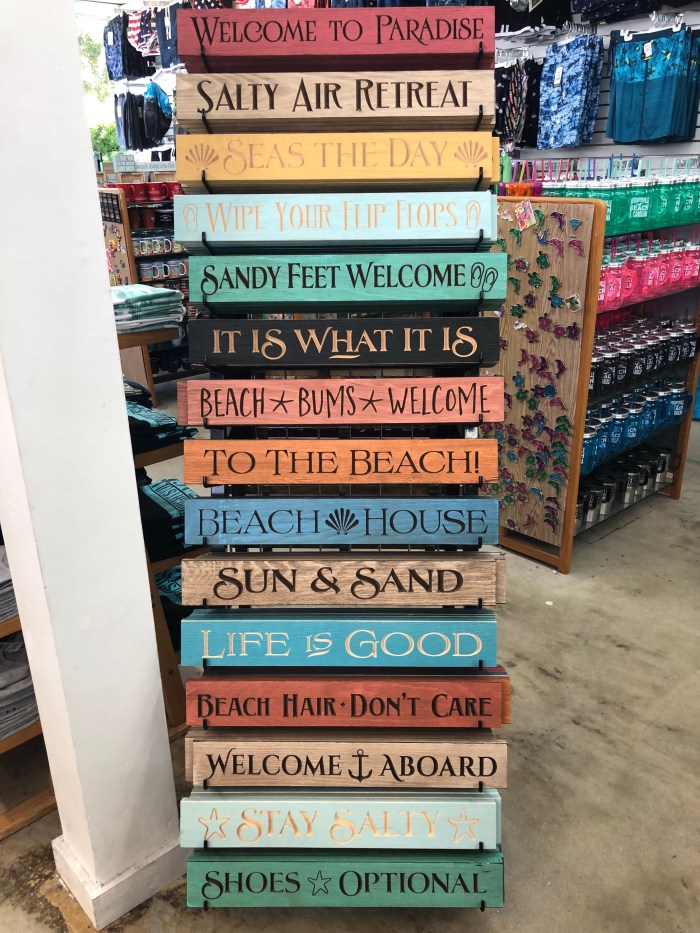 WELCOME TO PARADISE
SALTY AIR RETREAT
SEAS THE DAY
WIPE YOUR FLIP FLOPS
SANDY FEET WELCOME
IT IS WHAT IT IS
BEACH★BUMS★WELCOME
TO THE BEACH!
BEACH HOUSE
SUN & SAND
LIFE IS GOOD
BEACH HAIR · DON'T CARE
WELCOME ABOARD
STAY SALTY
SHOES OPTIONAL